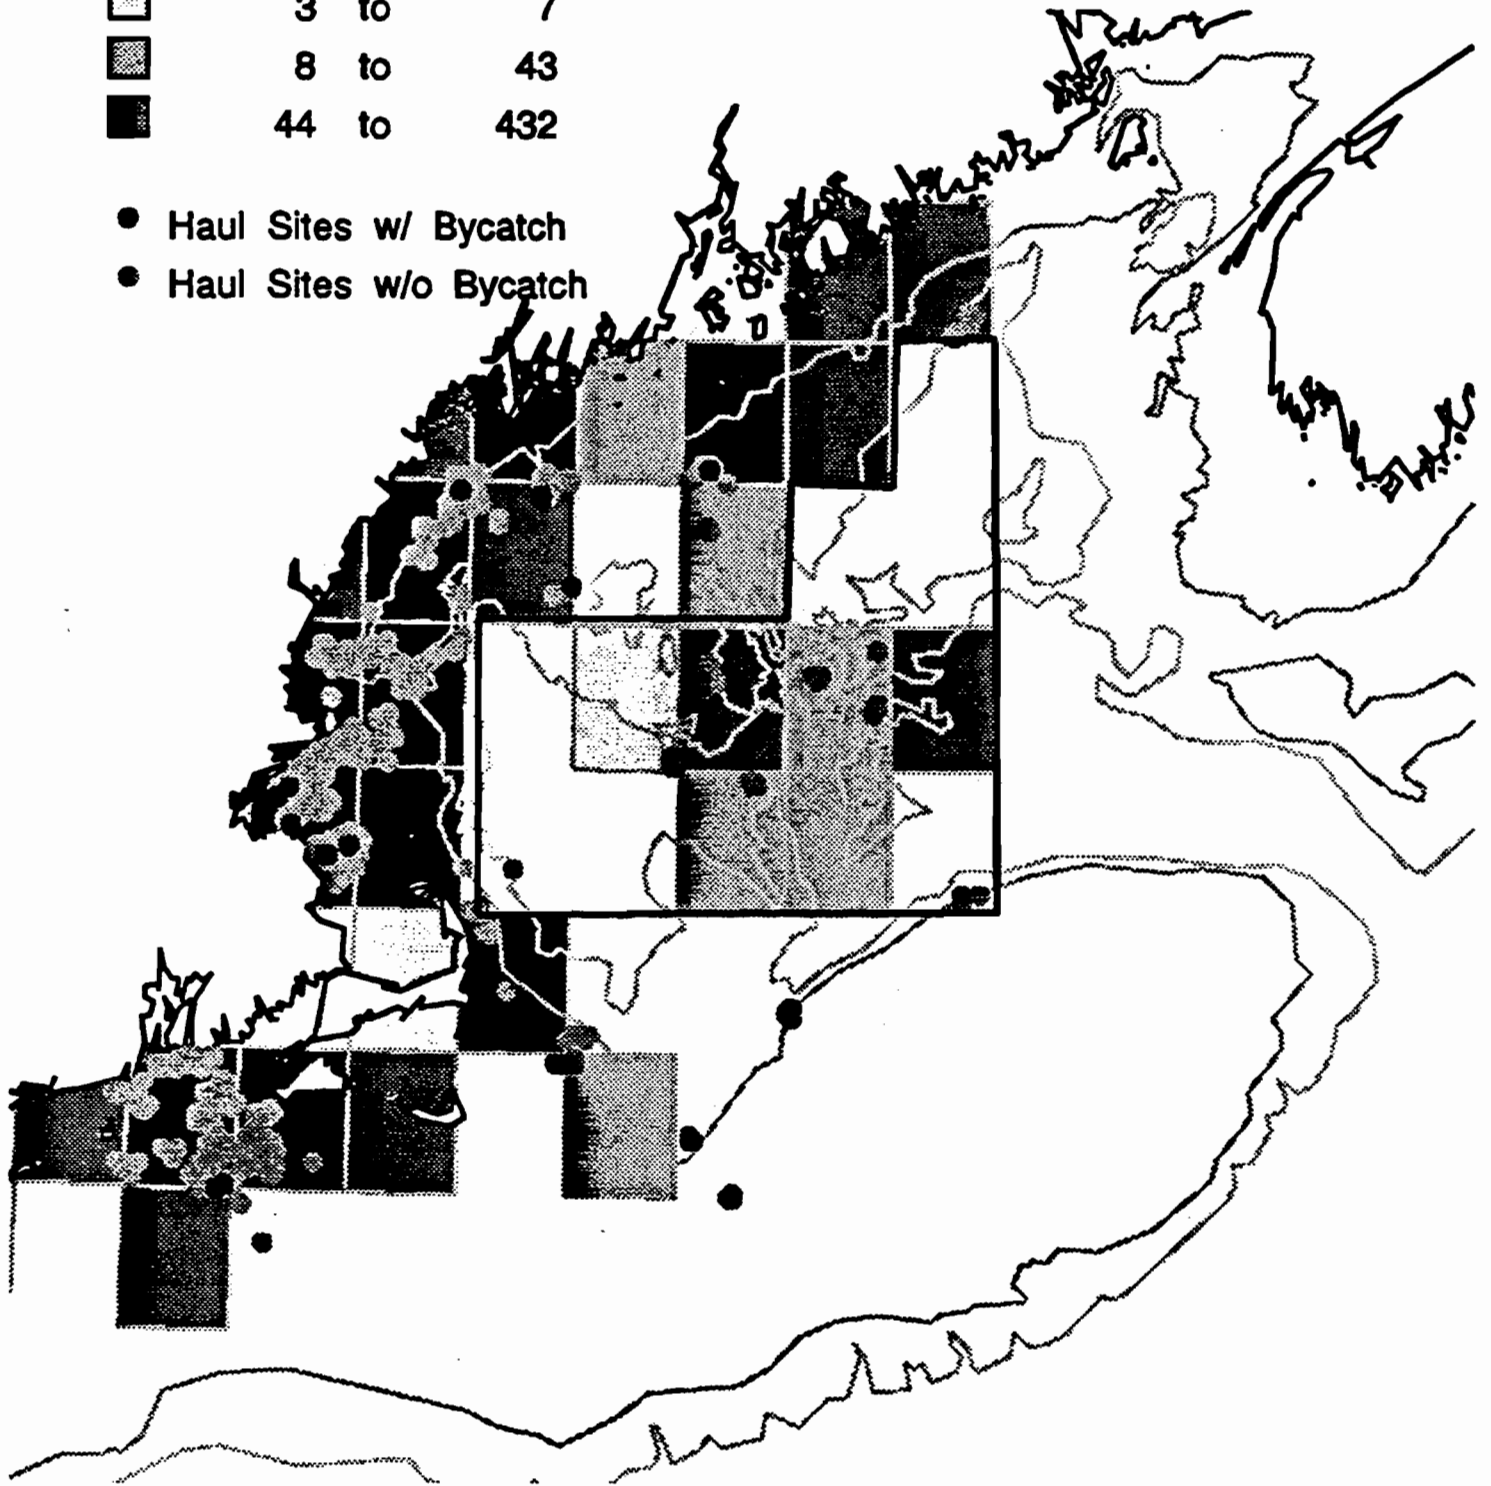 3 to 7
8 to 43
44 to 432
Haul Sites w/ Bycatch
Haul Sites w/o Bycatch